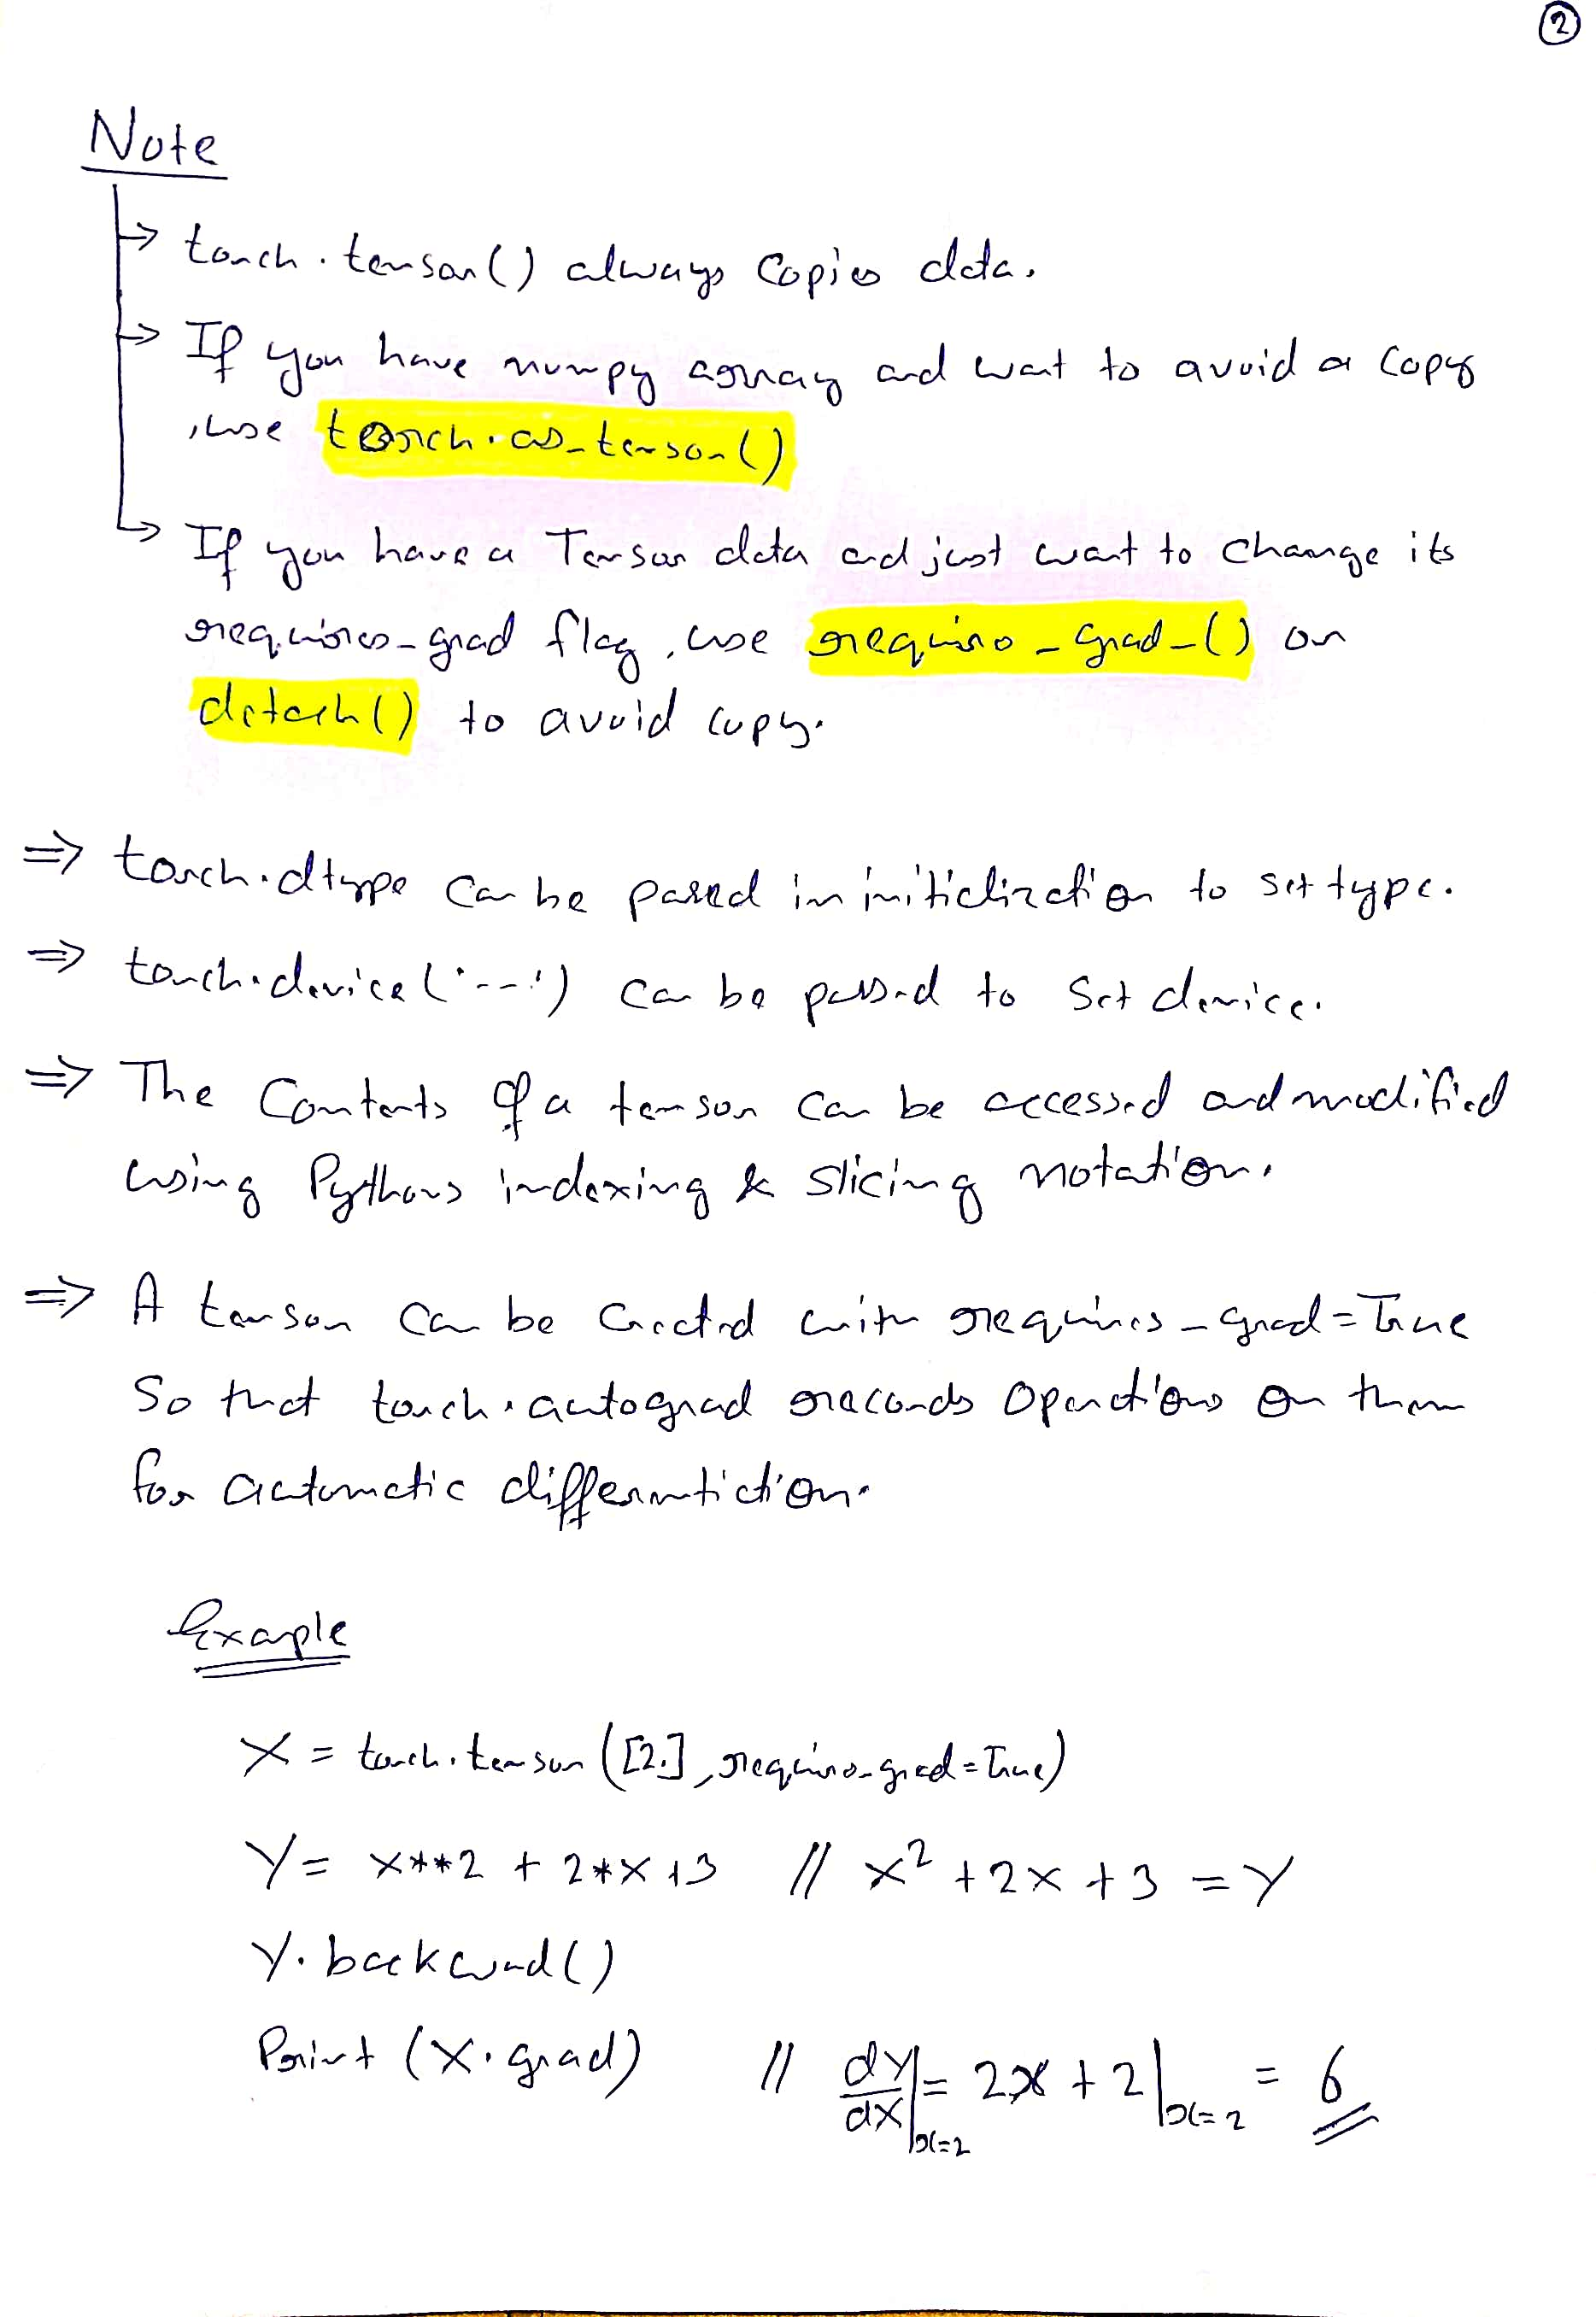 2
Note
torch.tensor() always copies data.
If you have numpy array and want to avoid a copy
, use torch.as_tensor()
If you have a Tensor data and just want to change its
requires_grad flag, use requires_grad_() or
detach() to avoid copy.
⇒ torch.dtype can be passed in initialization to set type.
⇒ torch.device('---') can be passed to set device.
⇒ The Contents of a tensor can be accessed and modified
using Pythons indexing & slicing notation.
⇒ A tensor can be created with requires_grad=True
So that torch.autograd records operations on them
for automatic differentiation.
Example
X = torch.tensor([2.], requires_grad=True)
Y = X**2 + 2*X+3 // x² + 2x + 3 = Y
Y.backward()
Print (X.grad) // dY/dX|x=2 = 2x + 2|x=2 = 6